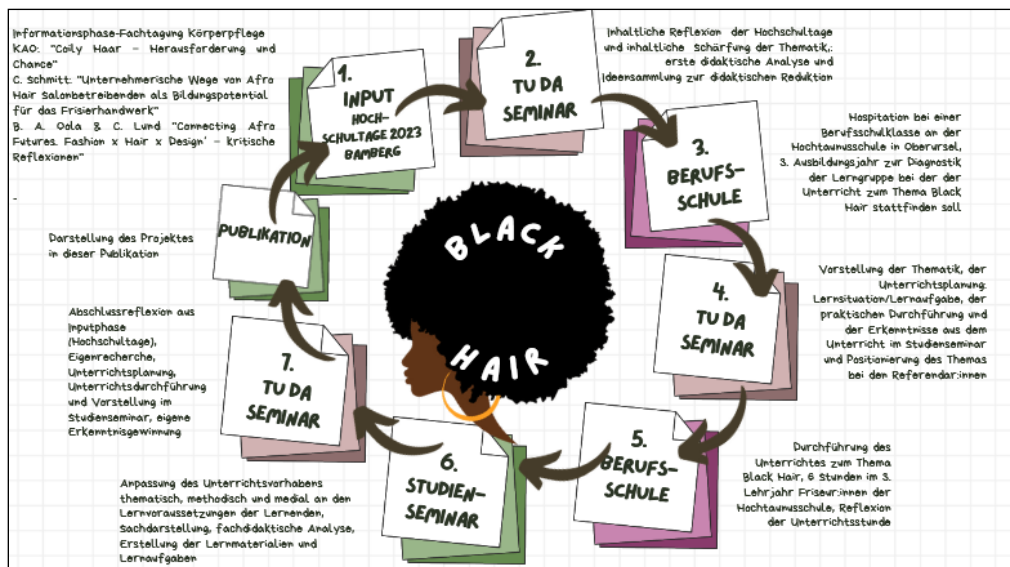 Informationsphase-Fachtagung Körperpflege
KAO: "Coily Haar - Herausforderung und
Chance"
C. Schmitt: "Unternehmerische Wege von Afro
Hair Salonbetreibenden als Bildungspotential
für das Frisierhandwerk"
B. A. Oola & C. Lund "Connecting Afro
Futures. Fashion x Hair x Design' - kritische
Reflexionen"
-
1.
INPUT
HOCH-
SCHULTAGE 2023
BAMBERG
2.
TU DA
SEMINAR
Inhaltliche Reflexion der Hochschultage
und inhaltliche Schärfung der Thematik,:
erste didaktische Analyse und
Ideensammlung zur didaktischen Reduktion
3.
BERUFS-
SCHULE
Hospitation bei einer
Berufsschulklasse an der
Hochtaunusschule in Oberursel,
3. Ausbildungsjahr zur Diagnostik
der Lerngruppe bei der der
Unterricht zum Thema Black
Hair stattfinden soll
4.
TU DA
SEMINAR
Vorstellung der Thematik, der
Unterrichtsplanung:
Lernsituation/Lernaufgabe, der
praktischen Durchführung und
der Erkenntnisse aus dem
Unterricht im Studienseminar
und Positionierung des Themas
bei den Referendar:innen
5.
BERUFS-
SCHULE
Durchführung des
Unterrichtes zum Thema
Black Hair, 6 Stunden im 3.
Lehrjahr Friseur:innen der
Hochtaunusschule, Reflexion
der Unterrichtsstunde
6.
STUDIEN-
SEMINAR
Anpassung des Unterrichtsvorhabens
thematisch, methodisch und medial an den
Lernvoraussetzungen der Lernenden,
Sachdarstellung, fachdidaktische Analyse,
Erstellung der Lernmaterialien und
Lernaufgaben
7.
TU DA
SEMINAR
Abschlussreflexion aus
Inputphase
(Hochschultage),
Eigenrecherche,
Unterrichtsplanung,
Unterrichtsdurchführung
und Vorstellung im
Studienseminar, eigene
Erkenntnisgewinnung
PUBLIKATION
Darstellung des Projektes
in dieser Publikation
BLACK
HAIR